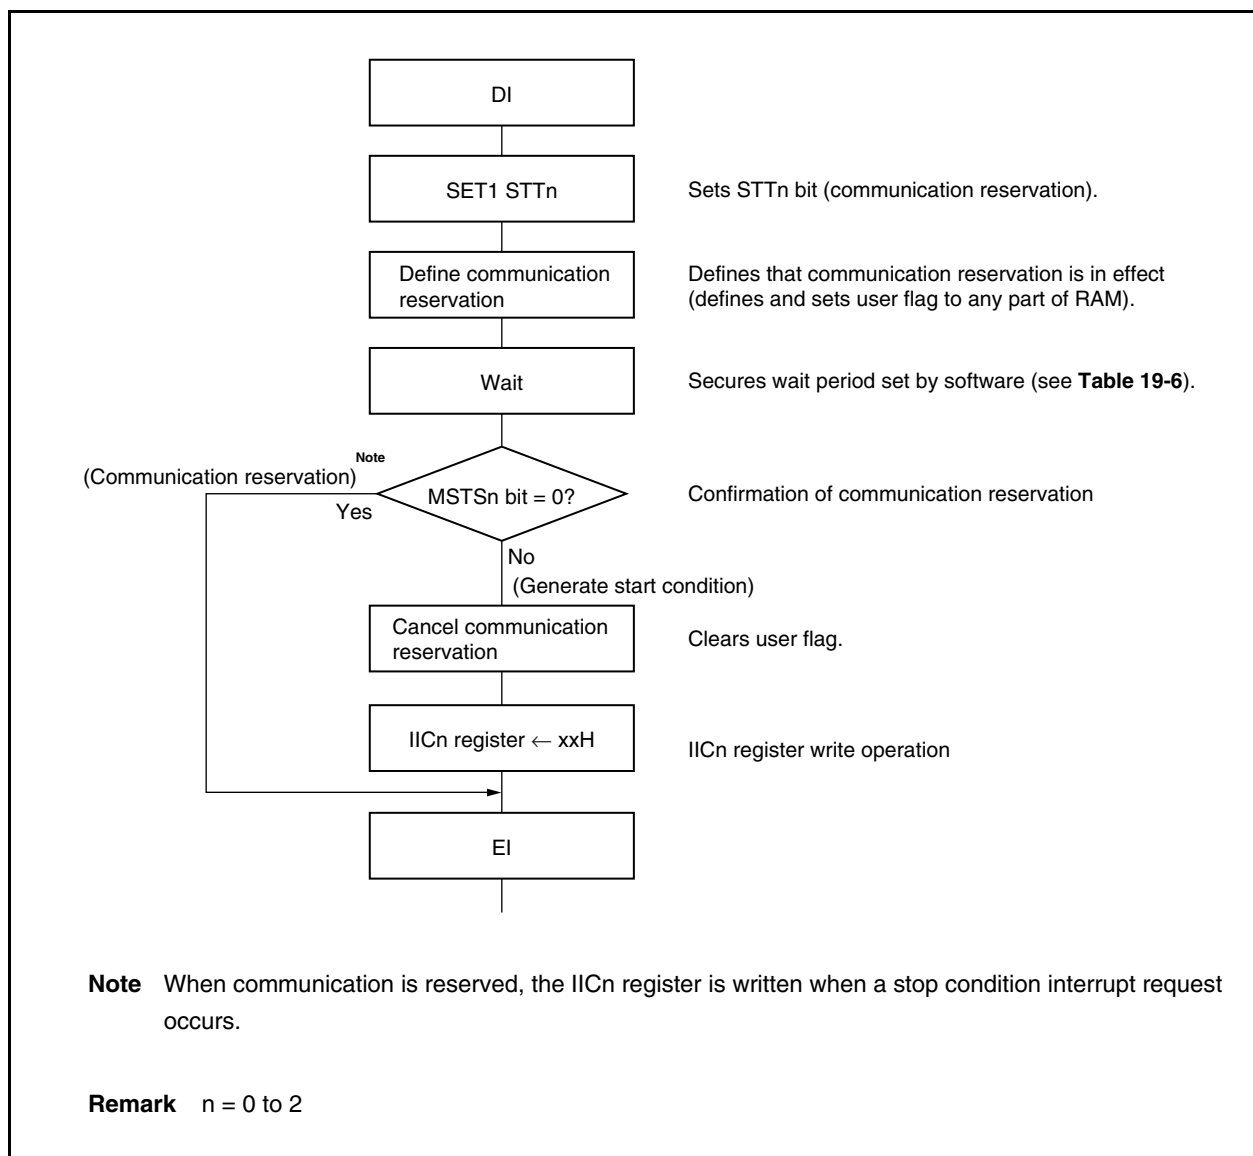 DI
SET1 STTn
Sets STTn bit (communication reservation).
Define communication
reservation
Defines that communication reservation is in effect
(defines and sets user flag to any part of RAM).
Wait
Secures wait period set by software (see Table 19-6).
(Communication reservation) Note
MSTSn bit = 0?
Confirmation of communication reservation
Yes
No
(Generate start condition)
Cancel communication
reservation
Clears user flag.
IICn register ← xxH
IICn register write operation
EI
Note When communication is reserved, the IICn register is written when a stop condition interrupt request
occurs.
Remark n = 0 to 2